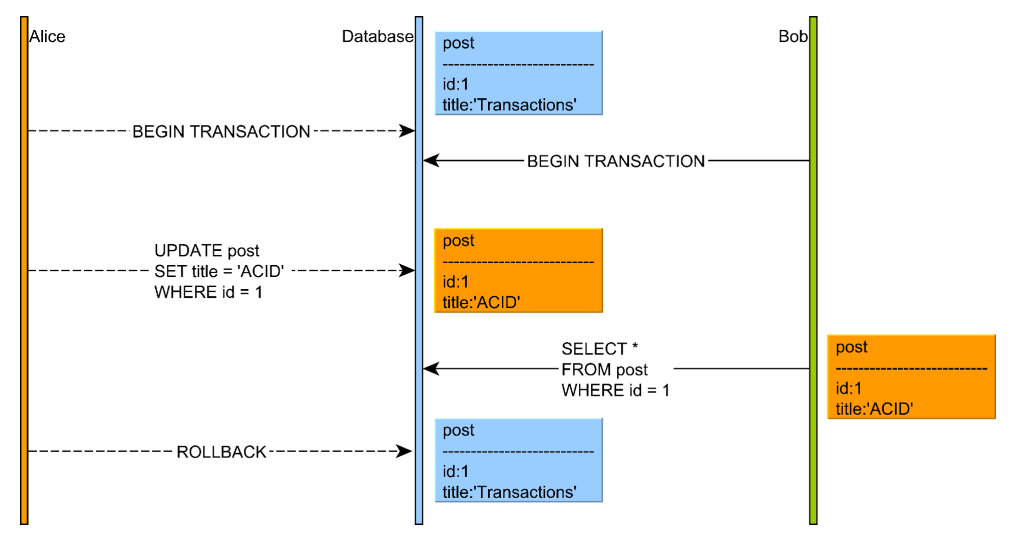 Alice
Database
Bob
post
---------------------------
id:1
title:'Transactions'
BEGIN TRANSACTION
BEGIN TRANSACTION
UPDATE post
SET title = 'ACID'
WHERE id = 1
post
---------------------------
id:1
title:'ACID'
SELECT *
FROM post
WHERE id = 1
post
---------------------------
id:1
title:'ACID'
ROLLBACK
post
---------------------------
id:1
title:'Transactions'